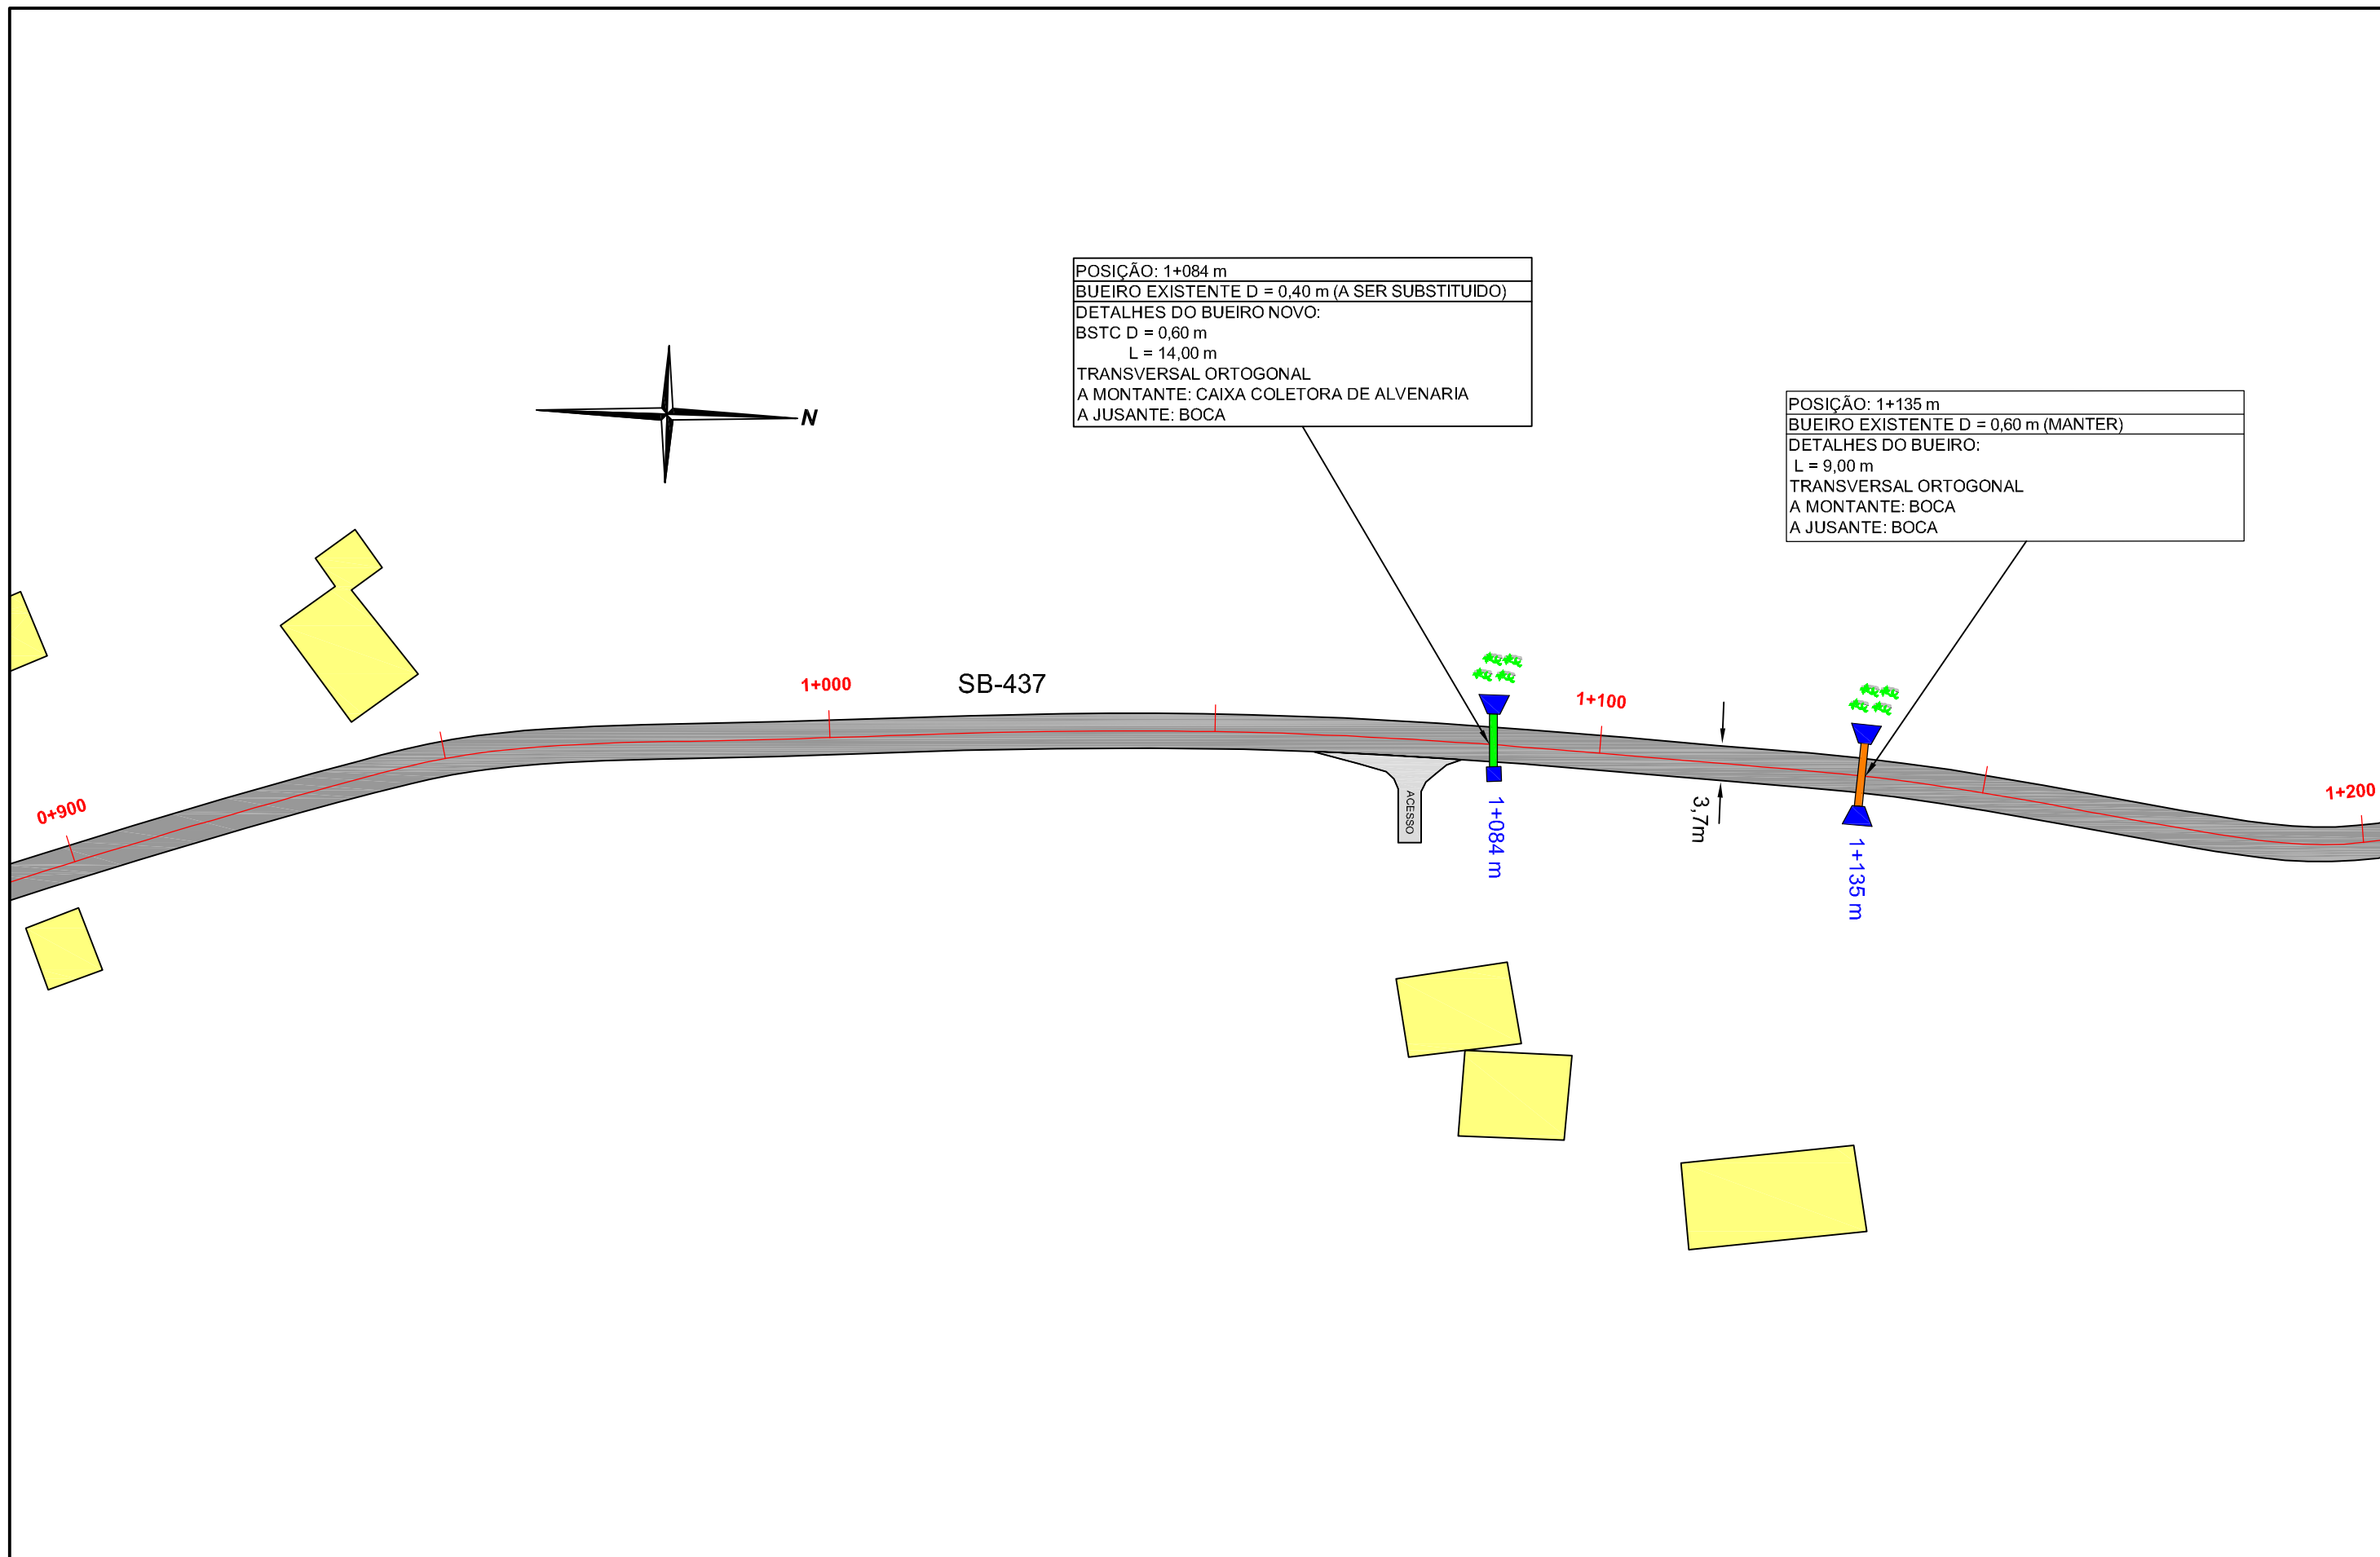 POSIÇÃO: 1+084 m
BUEIRO EXISTENTE D = 0,40 m (A SER SUBSTITUIDO)
DETALHES DO BUEIRO NOVO:
BSTC D = 0,60 m
L = 14,00 m
TRANSVERSAL ORTOGONAL
A MONTANTE: CAIXA COLETORA DE ALVENARIA
A JUSANTE: BOCA
POSIÇÃO: 1+135 m
BUEIRO EXISTENTE D = 0,60 m (MANTER)
DETALHES DO BUEIRO:
L = 9,00 m
TRANSVERSAL ORTOGONAL
A MONTANTE: BOCA
A JUSANTE: BOCA
N
0+900
1+000
SB-437
1+100
1+200
ACESSO
1+084 m
3,7m
1+135 m